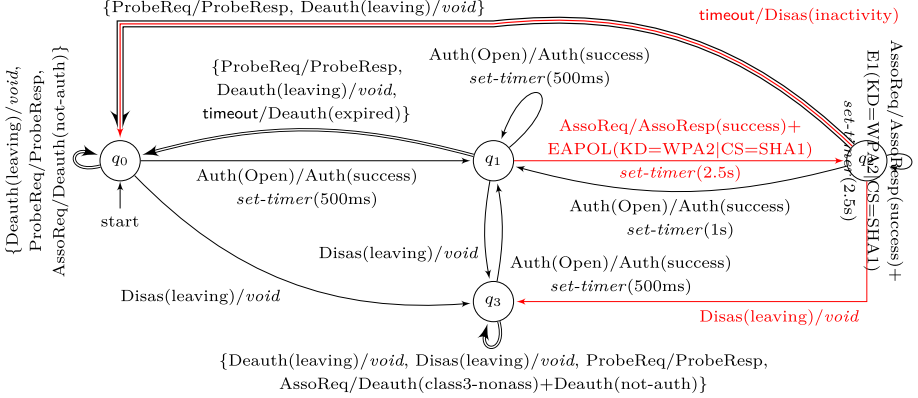 {ProbeReq/ProbeResp, Deauth(leaving)/void}
timeout/Disas(inactivity)
{Deauth(leaving)/void,
ProbeReq/ProbeResp,
AssoReq/Deauth(not-auth)}
{ProbeReq/ProbeResp,
Deauth(leaving)/void,
timeout/Deauth(expired)}
Auth(Open)/Auth(success)
set-timer(500ms)
AssoReq/AssoResp(success)+
EAPOL(KD=WPA2|CS=SHA1)
set-timer(2.5s)
AssoReq/AssoResp(success)+
E1(KD=WPA2|CS=SHA1)
set-timer(2.5s)
q0
q1
start
Auth(Open)/Auth(success)
set-timer(500ms)
Auth(Open)/Auth(success)
set-timer(1s)
Disas(leaving)/void
Auth(Open)/Auth(success)
set-timer(500ms)
Disas(leaving)/void
q3
Disas(leaving)/void
{Deauth(leaving)/void, Disas(leaving)/void, ProbeReq/ProbeResp,
AssoReq/Deauth(class3-nonass)+Deauth(not-auth)}